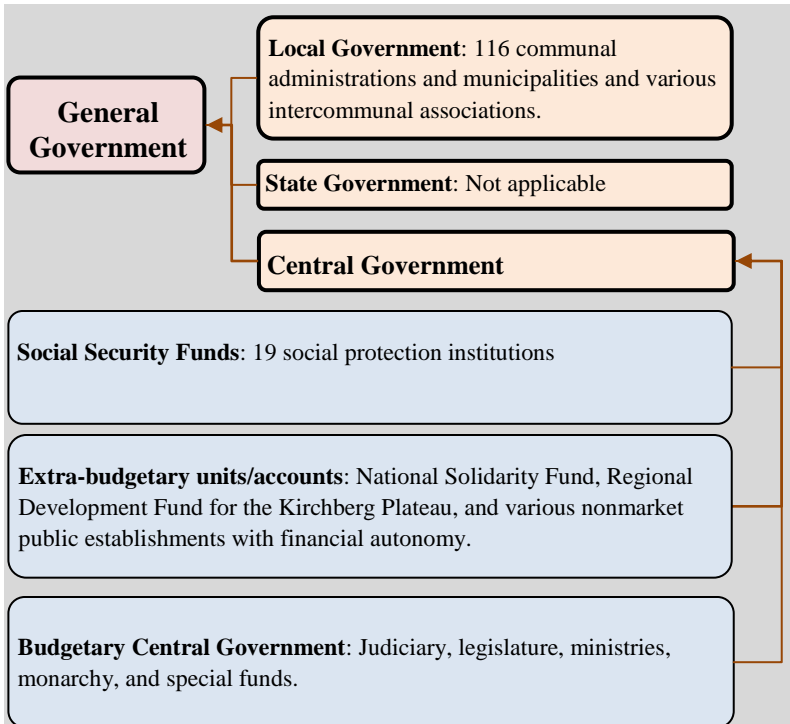 General
Government
Local Government: 116 communal
administrations and municipalities and various
intercommunal associations.
State Government: Not applicable
Central Government
Social Security Funds: 19 social protection institutions
Extra-budgetary units/accounts: National Solidarity Fund, Regional
Development Fund for the Kirchberg Plateau, and various nonmarket
public establishments with financial autonomy.
Budgetary Central Government: Judiciary, legislature, ministries,
monarchy, and special funds.